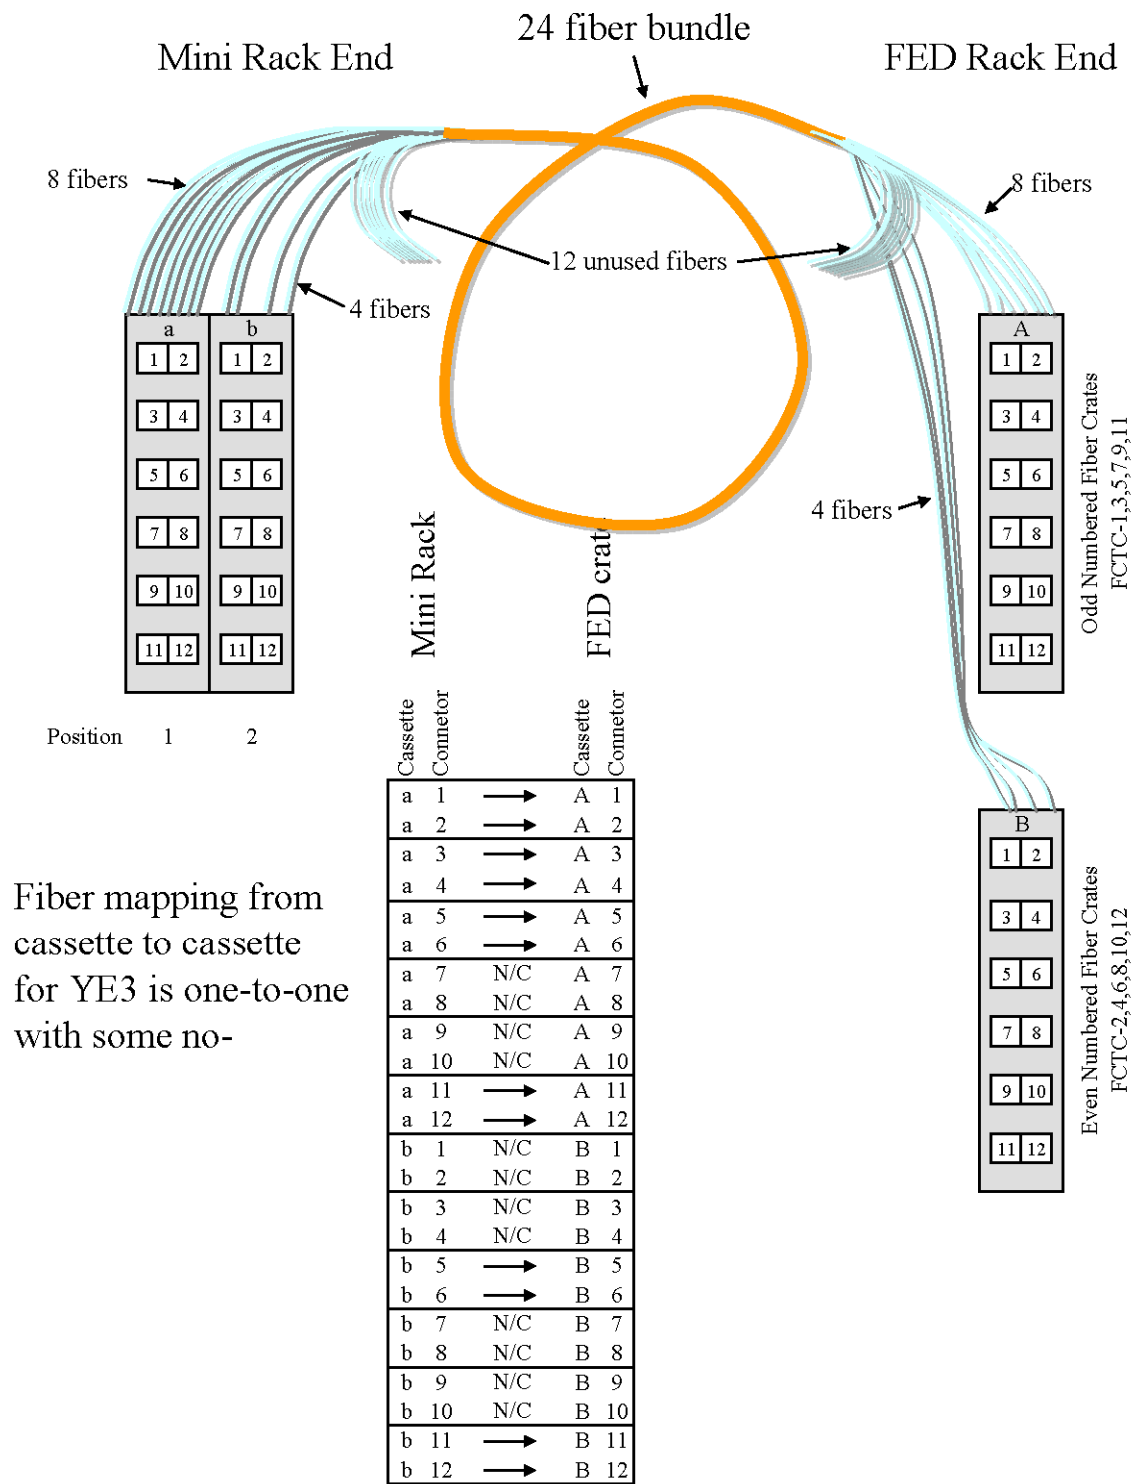 24 fiber bundle
Mini Rack End
FED Rack End
8 fibers
8 fibers
12 unused fibers
4 fibers
a b
1 2 1 2
3 4 3 4
5 6 5 6
7 8 7 8
9 10 9 10
11 12 11 12
Position 1 2
A
1 2
3 4
5 6
7 8
9 10
11 12
Odd Numbered Fiber Crates
FCTC-1,3,5,7,9,11
4 fibers
B
1 2
3 4
5 6
7 8
9 10
11 12
Even Numbered Fiber Crates
FCTC-2,4,6,8,10,12
Fiber mapping from
cassette to cassette
for YE3 is one-to-one
with some no-
Mini Rack
FED crate
Cassette
Connetor
Cassette
Connetor
a 1 A 1
a 2 A 2
a 3 A 3
a 4 A 4
a 5 A 5
a 6 A 6
a 7 N/C A 7
a 8 N/C A 8
a 9 N/C A 9
a 10 N/C A 10
a 11 A 11
a 12 A 12
b 1 N/C B 1
b 2 N/C B 2
b 3 N/C B 3
b 4 N/C B 4
b 5 B 5
b 6 B 6
b 7 N/C B 7
b 8 N/C B 8
b 9 N/C B 9
b 10 N/C B 10
b 11 B 11
b 12 B 12